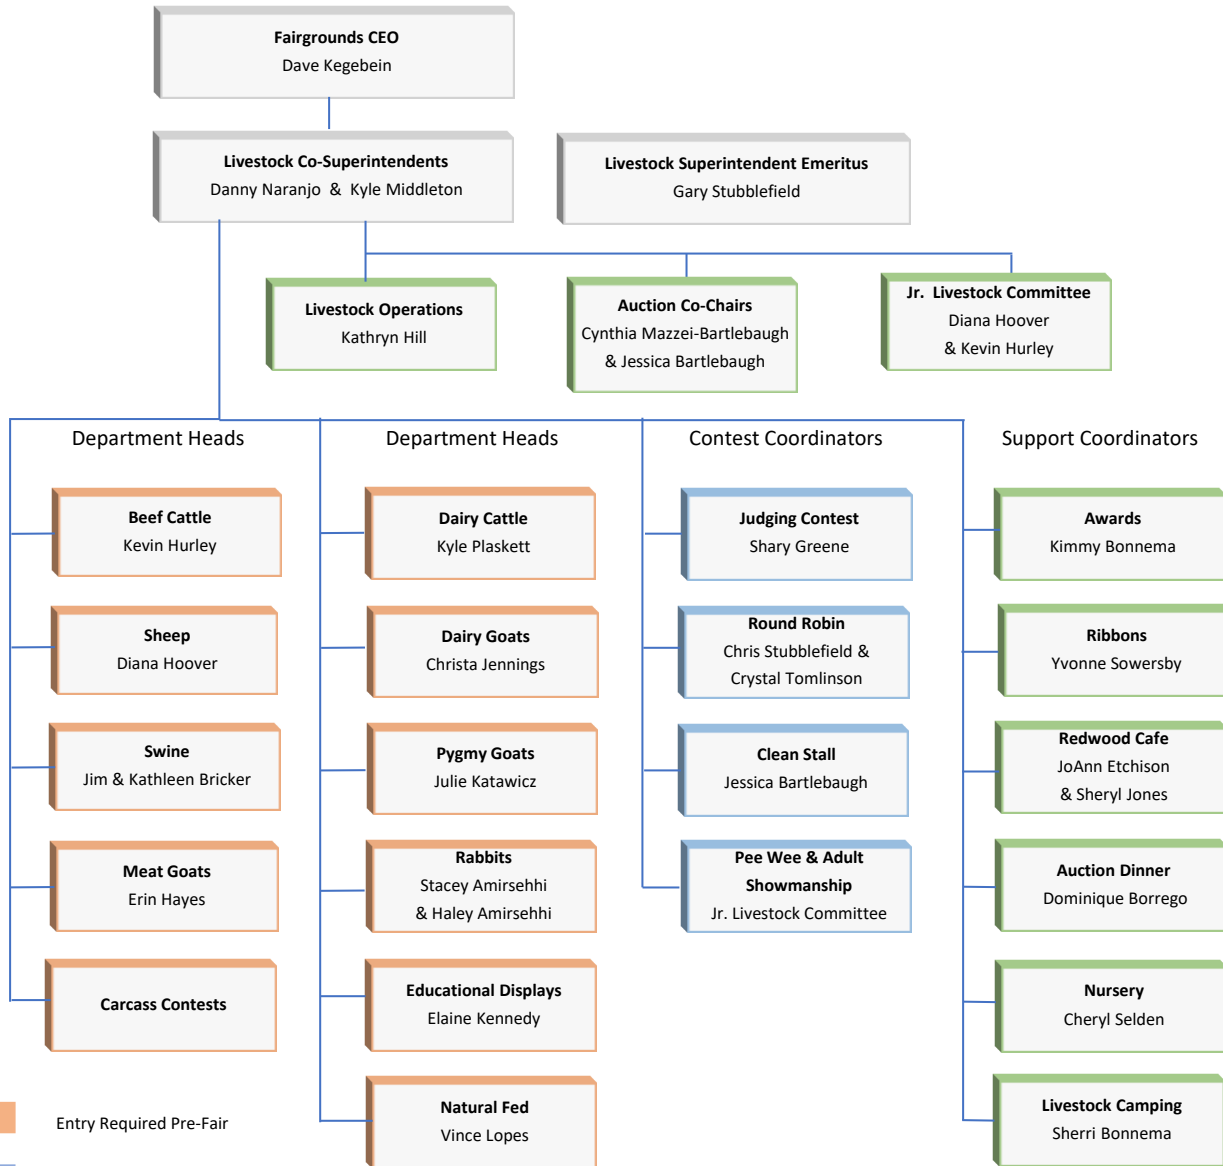 Fairgrounds CEO
Dave Kegebein
Livestock Co-Superintendents
Danny Naranjo & Kyle Middleton
Livestock Superintendent Emeritus
Gary Stubblefield
Livestock Operations
Kathryn Hill
Auction Co-Chairs
Cynthia Mazzei-Bartlebaugh
& Jessica Bartlebaugh
Jr. Livestock Committee
Diana Hoover
& Kevin Hurley
Department Heads
Beef Cattle
Kevin Hurley
Sheep
Diana Hoover
Swine
Jim & Kathleen Bricker
Meat Goats
Erin Hayes
Carcass Contests
Department Heads
Dairy Cattle
Kyle Plaskett
Dairy Goats
Christa Jennings
Pygmy Goats
Julie Katawicz
Rabbits
Stacey Amirsehhi
& Haley Amirsehhi
Educational Displays
Elaine Kennedy
Natural Fed
Vince Lopes
Contest Coordinators
Judging Contest
Shary Greene
Round Robin
Chris Stubblefield &
Crystal Tomlinson
Clean Stall
Jessica Bartlebaugh
Pee Wee & Adult
Showmanship
Jr. Livestock Committee
Support Coordinators
Awards
Kimmy Bonnema
Ribbons
Yvonne Sowersby
Redwood Cafe
JoAnn Etchison
& Sheryl Jones
Auction Dinner
Dominique Borrego
Nursery
Cheryl Selden
Livestock Camping
Sherri Bonnema
Entry Required Pre-Fair